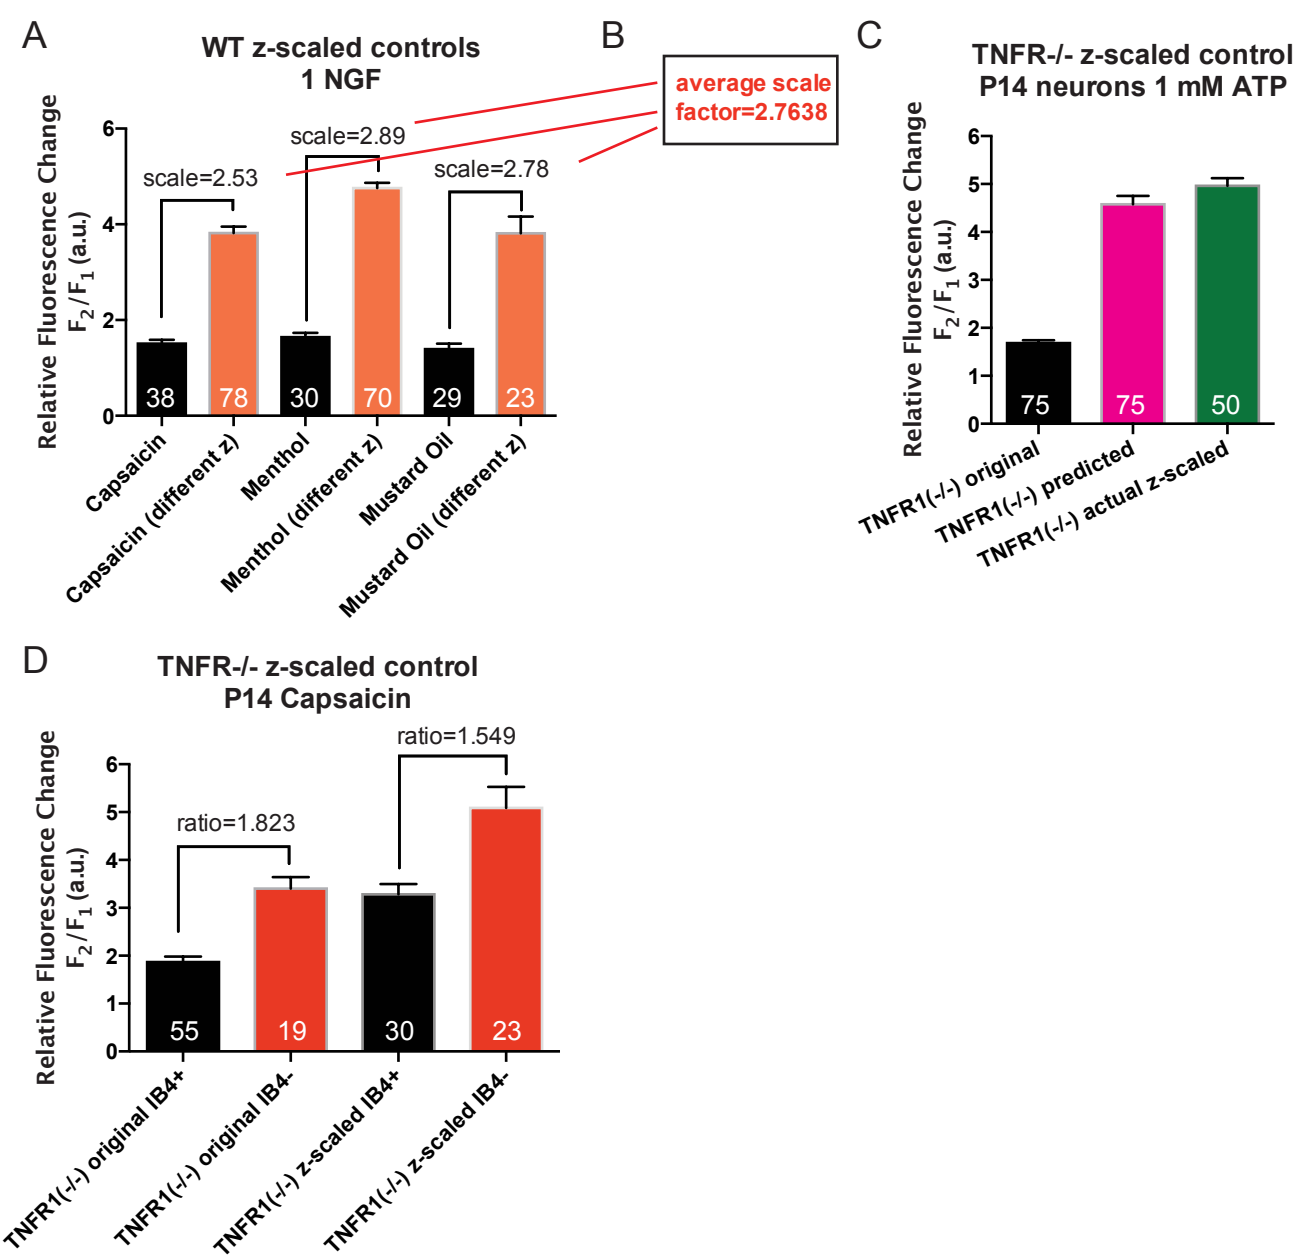 A
WT z-scaled controls
1 NGF
Relative Fluorescence Change
F2/F1 (a.u.)
6
4
2
0
scale=2.53
scale=2.89
scale=2.78
38
78
30
70
29
23
Capsaicin
Capsaicin (different z)
Menthol
Menthol (different z)
Mustard Oil
Mustard Oil (different z)
B
average scale
factor=2.7638
C
TNFR-/- z-scaled control
P14 neurons 1 mM ATP
Relative Fluorescence Change
F2/F1 (a.u.)
6
5
4
3
2
1
0
75
75
50
TNFR1(-/-) original
TNFR1(-/-) predicted
TNFR1(-/-) actual z-scaled
D
TNFR-/- z-scaled control
P14 Capsaicin
Relative Fluorescence Change
F2/F1 (a.u.)
6
5
4
3
2
1
0
ratio=1.823
ratio=1.549
55
19
30
23
TNFR1(-/-) original IB4+
TNFR1(-/-) original IB4-
TNFR1(-/-) z-scaled IB4+
TNFR1(-/-) z-scaled IB4-